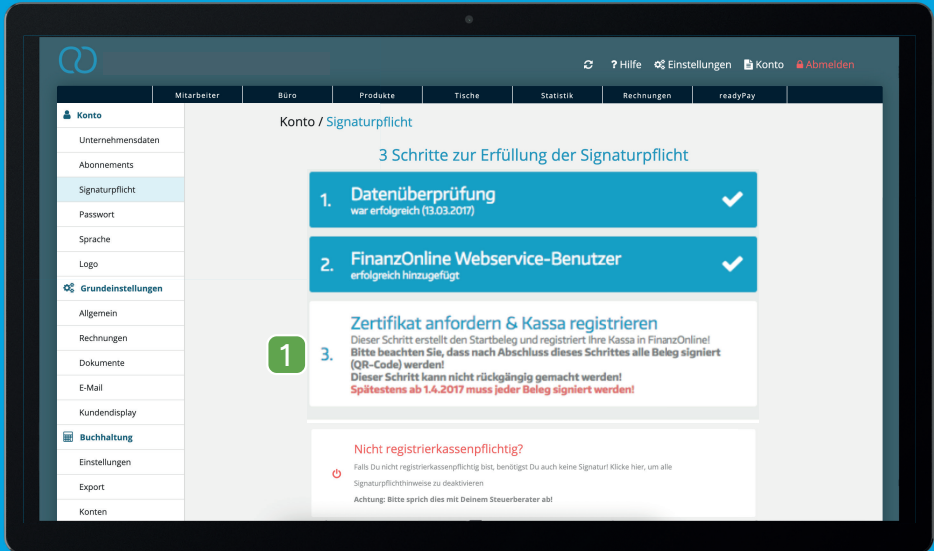 ? Hilfe Einstellungen Konto Abmelden
Mitarbeiter Büro Produkte Tische Statistik Rechnungen readyPay
Konto
Unternehmensdaten
Abonnements
Signaturpflicht
Passwort
Sprache
Logo
Grundeinstellungen
Allgemein
Rechnungen
Dokumente
E-Mail
Kundendisplay
Buchhaltung
Einstellungen
Export
Konten
Konto / Signaturpflicht
3 Schritte zur Erfüllung der Signaturpflicht
1. Datenüberprüfung
war erfolgreich (13.03.2017)
2. FinanzOnline Webservice-Benutzer
erfolgreich hinzugefügt
1
3. Zertifikat anfordern & Kassa registrieren
Dieser Schritt erstellt den Startbeleg und registriert Ihre Kassa in FinanzOnline!
Bitte beachten Sie, dass nach Abschluss dieses Schrittes alle Beleg signiert
(QR-Code) werden!
Dieser Schritt kann nicht rückgängig gemacht werden!
Spätestens ab 1.4.2017 muss jeder Beleg signiert werden!
Nicht registrierkassenpflichtig?
Falls Du nicht registrierkassenpflichtig bist, benötigst Du auch keine Signatur! Klicke hier, um alle
Signaturpflichthinweise zu deaktivieren
Achtung: Bitte sprich dies mit Deinem Steuerberater ab!